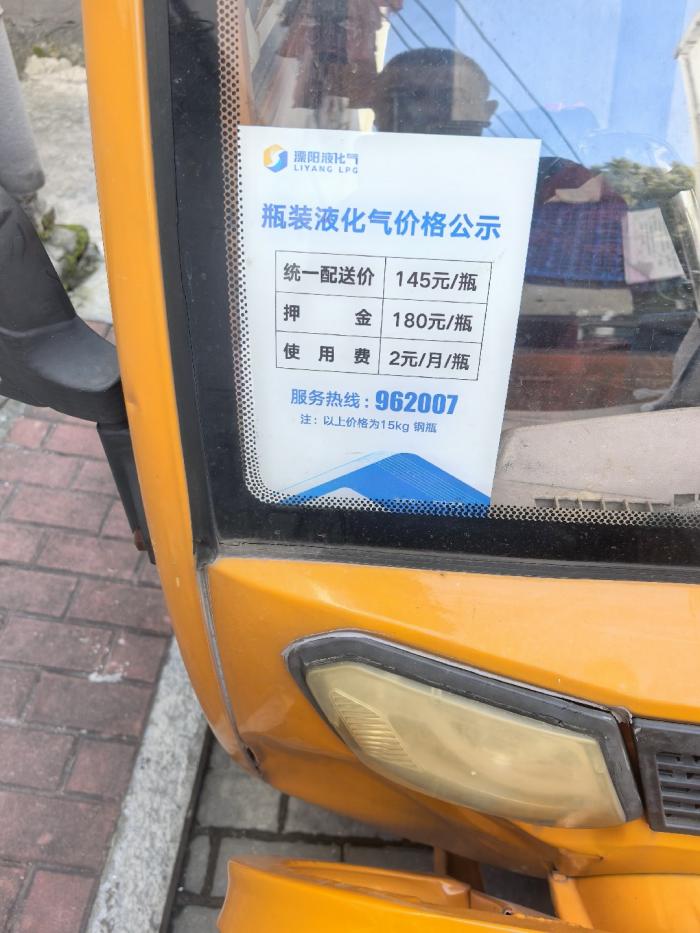 溧阳液化气
LIYANG LPG
瓶装液化气价格公示
统一配送价 145元/瓶
押金 180元/瓶
使用费 2元/月/瓶
服务热线：962007
注：以上价格为15kg 钢瓶